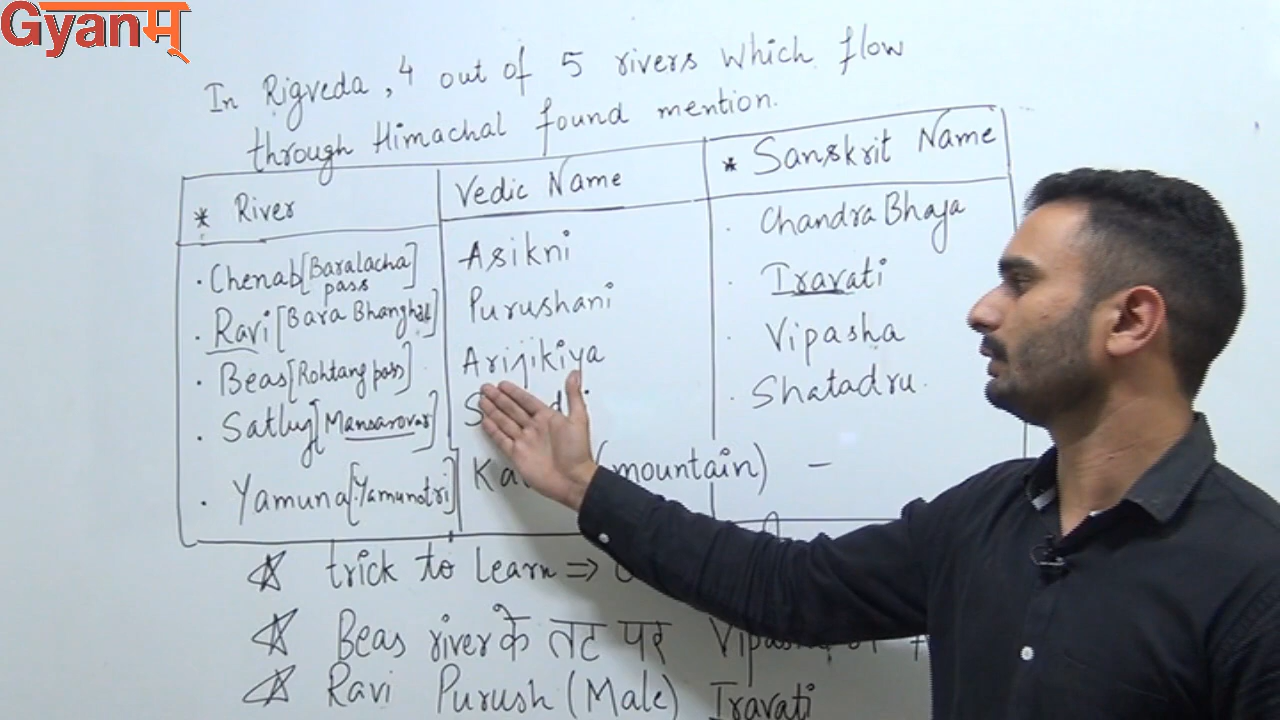 Gyanम्
In Rigveda, 4 out of 5 rivers which flow
through Himachal found mention.
* River Vedic Name * Sanskrit Name
· Chenab [Baralacha pass] Asikni · Chandra Bhaja
· Ravi [Bara Bhanghal] Purushani · Iravati
· Beas [Rohtang pass] Arijikiya · Vipasha
· Satluj [Mansarovar] · Shatadru
· Yamuna [Yamunotri] (mountain) –
☆ trick to learn ⇒
☆ Beas river के तट पर
☆ Ravi Purush (Male) Iravati